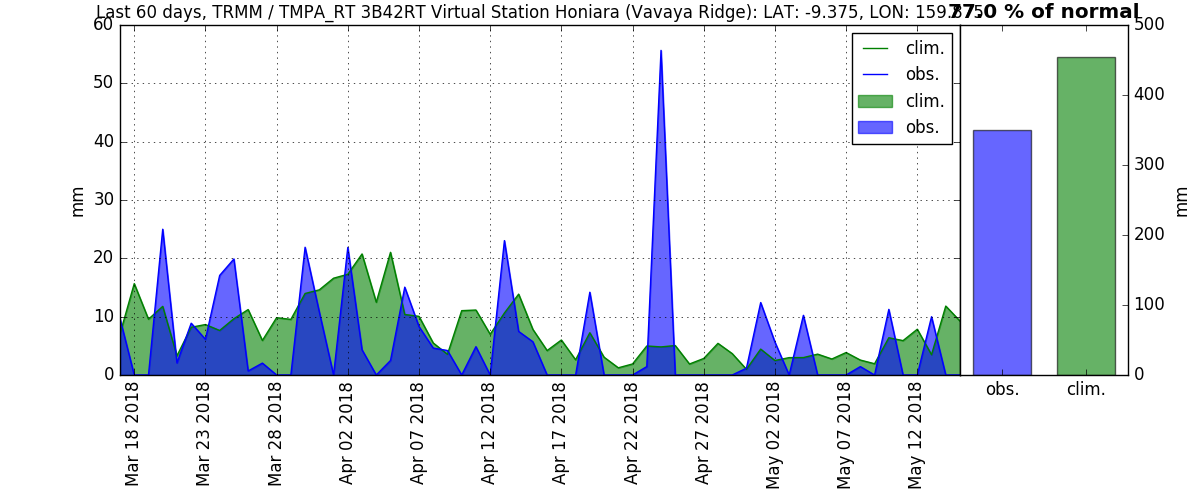 Last 60 days, TRMM / TMPA_RT 3B42RT Virtual Station Honiara (Vavaya Ridge): LAT: -9.375, LON: 159.875
77.0 % of normal
60
50
40
30
20
10
0
mm
clim.
obs.
clim.
obs.
500
400
300
200
100
0
mm
obs.
clim.
Mar 18 2018
Mar 23 2018
Mar 28 2018
Apr 02 2018
Apr 07 2018
Apr 12 2018
Apr 17 2018
Apr 22 2018
Apr 27 2018
May 02 2018
May 07 2018
May 12 2018